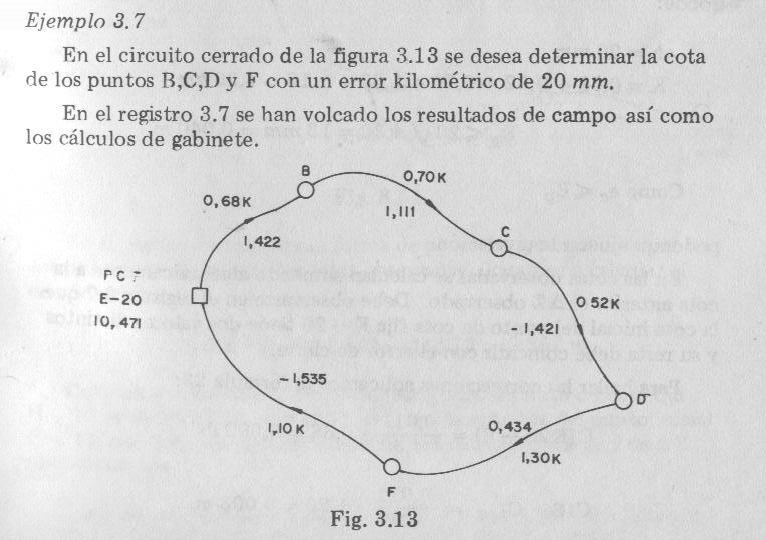 Ejemplo 3.7
En el circuito cerrado de la figura 3.13 se desea determinar la cota
de los puntos B,C,D y F con un error kilométrico de 20 mm.
En el registro 3.7 se han volcado los resultados de campo así como
los cálculos de gabinete.
B
0,68K
0,70K
1,422
1,111
C
P C
E-20
10,471
0 52K
-1,421
-1,535
D
0,434
1,10K
1,30K
F
Fig. 3.13